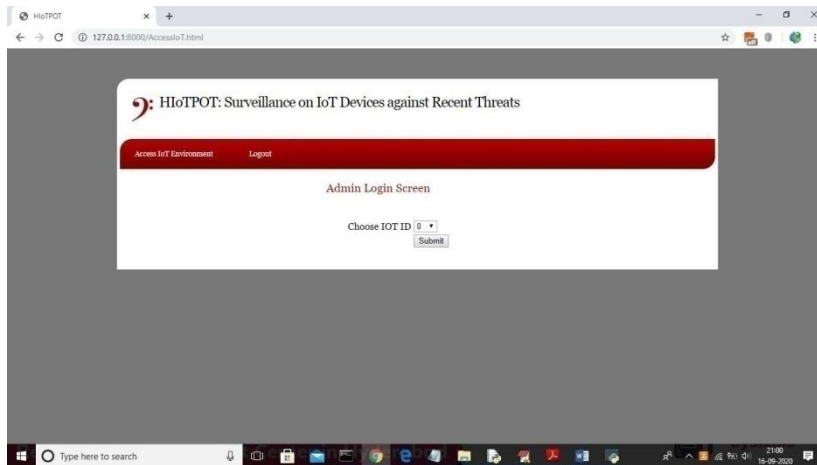 HIoTPOT
127.0.0.1:8000/AccessIoT.html
HIoTPOT: Surveillance on IoT Devices against Recent Threats
Access IoT Environment Logout
Admin Login Screen
Choose IOT ID 0
Submit
Type here to search
21:00
16-09-2020